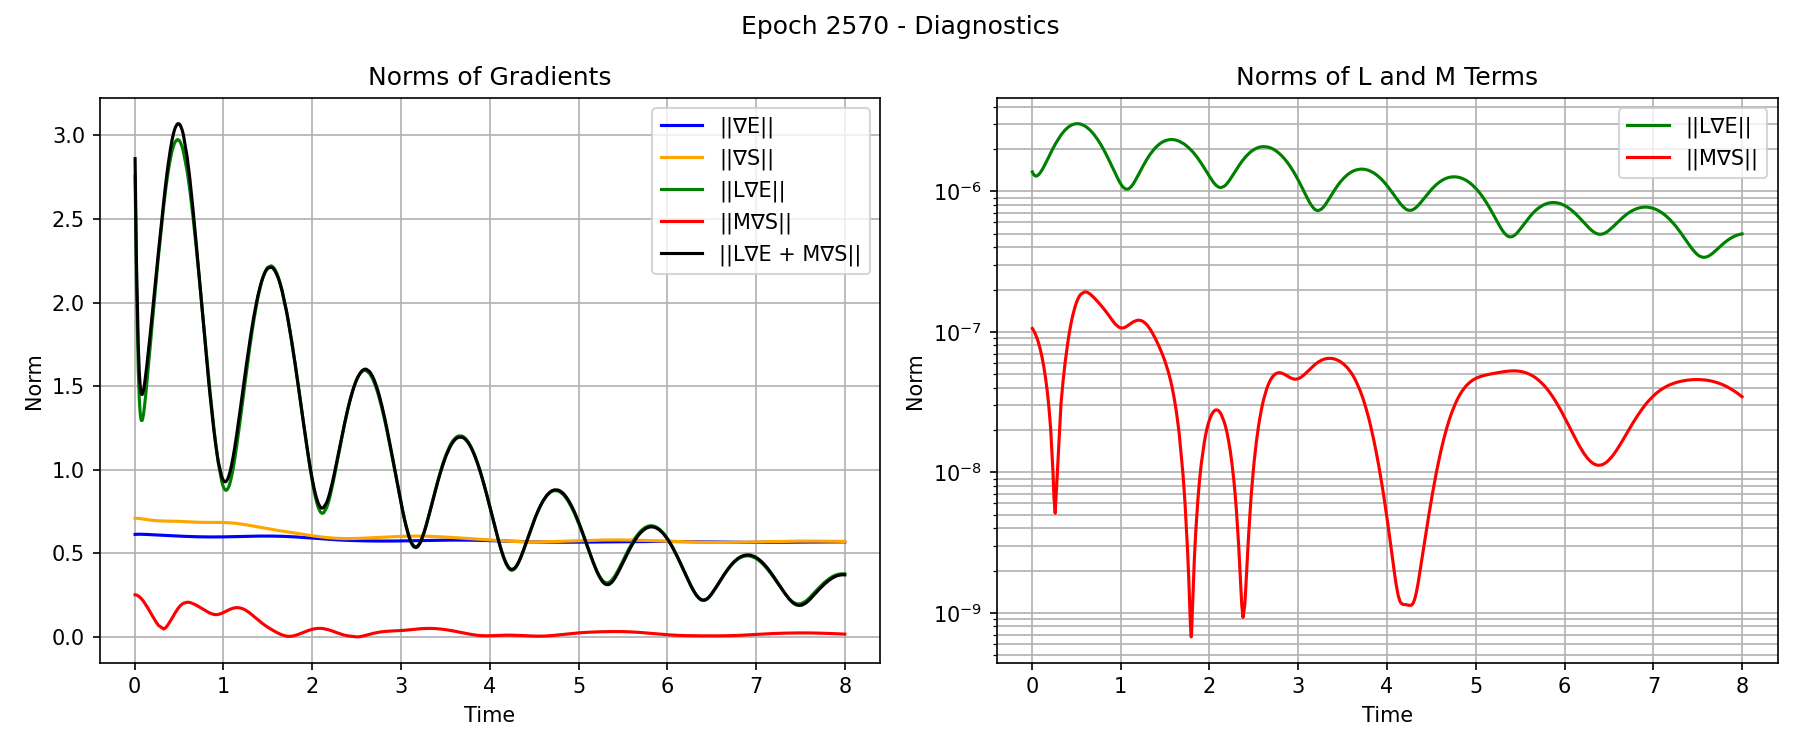 Epoch 2570 - Diagnostics
Norms of Gradients
Norm
3.0
2.5
2.0
1.5
1.0
0.5
0.0
||∇E||
||∇S||
||L∇E||
||M∇S||
||L∇E + M∇S||
0 1 2 3 4 5 6 7 8
Time
Norms of L and M Terms
Norm
10⁻⁶
10⁻⁷
10⁻⁸
10⁻⁹
||L∇E||
||M∇S||
0 1 2 3 4 5 6 7 8
Time